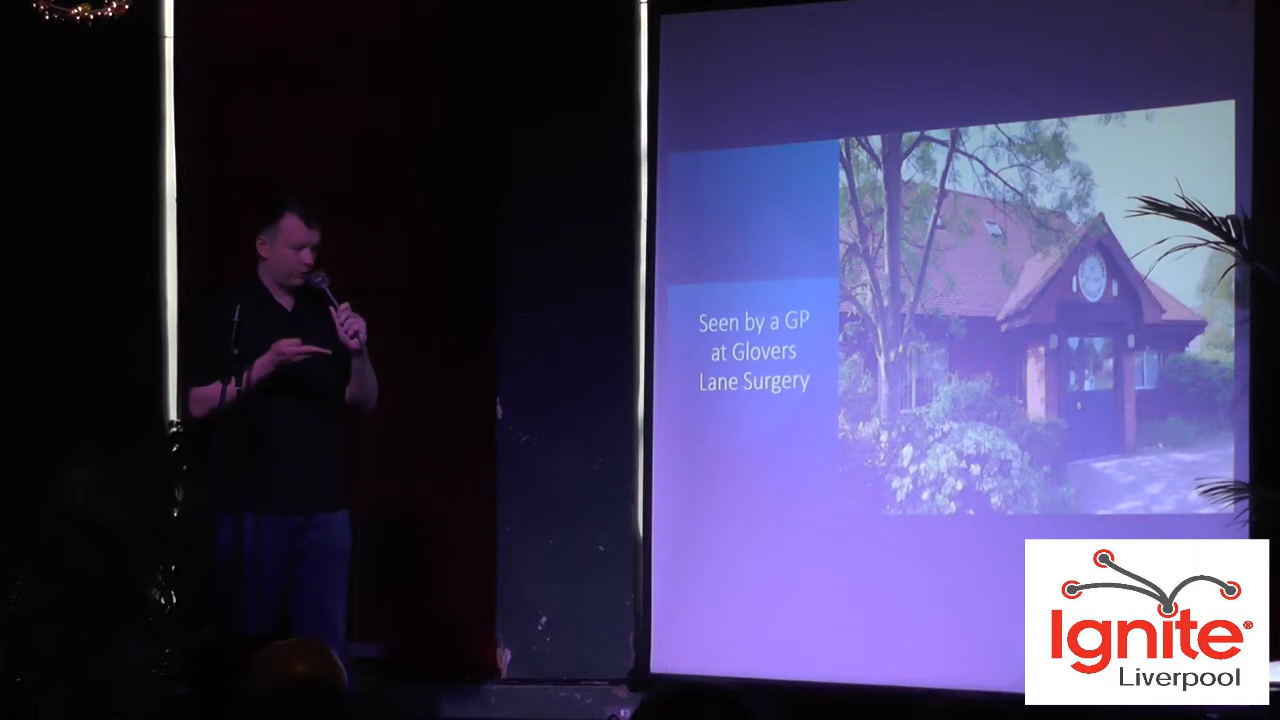 Seen by a GP
at Glovers
Lane Surgery
Ignite®
Liverpool